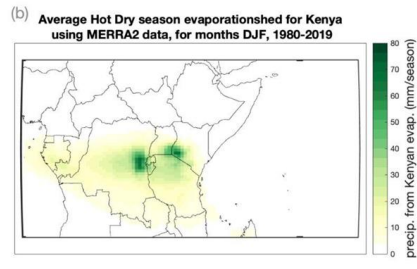 (b)
Average Hot Dry season evaporationshed for Kenya
using MERRA2 data, for months DJF, 1980-2019
80
70
60
50
40
30
20
10
0
precip. from Kenyan evap. (mm/season)